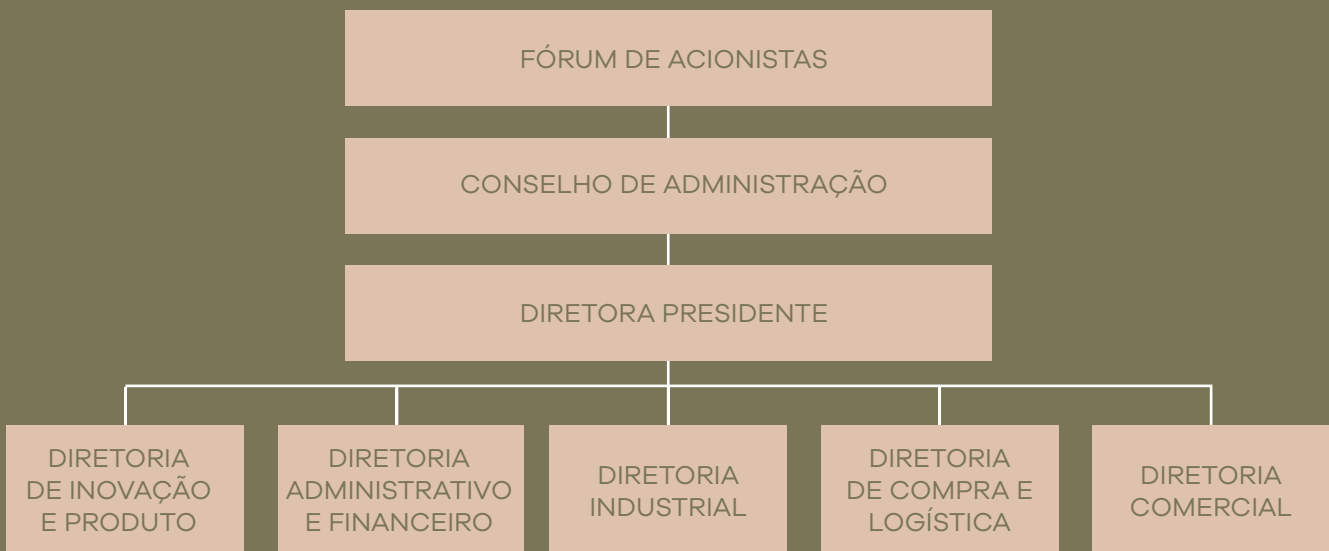 FÓRUM DE ACIONISTAS
CONSELHO DE ADMINISTRAÇÃO
DIRETORA PRESIDENTE
DIRETORIA
DE INOVAÇÃO
E PRODUTO
DIRETORIA
ADMINISTRATIVO
E FINANCEIRO
DIRETORIA
INDUSTRIAL
DIRETORIA
DE COMPRA E
LOGÍSTICA
DIRETORIA
COMERCIAL